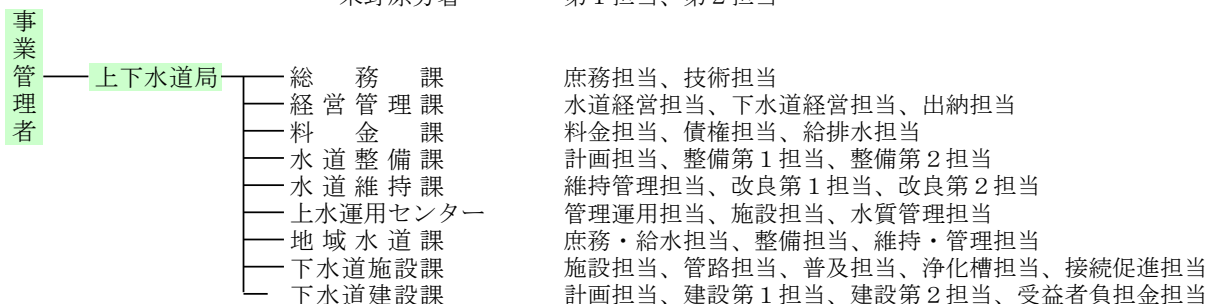 第1担当、第2担当
事業管理者
上下水道局
総務課 庶務担当、技術担当
経営管理課 水道経営担当、下水道経営担当、出納担当
料金課 料金担当、債権担当、給排水担当
水道整備課 計画担当、整備第1担当、整備第2担当
水道維持課 維持管理担当、改良第1担当、改良第2担当
上水運用センター 管理運用担当、施設担当、水質管理担当
地域水道課 庶務・給水担当、整備担当、維持・管理担当
下水道施設課 施設担当、管路担当、普及担当、浄化槽担当、接続促進担当
下水道建設課 計画担当、建設第1担当、建設第2担当、受益者負担金担当